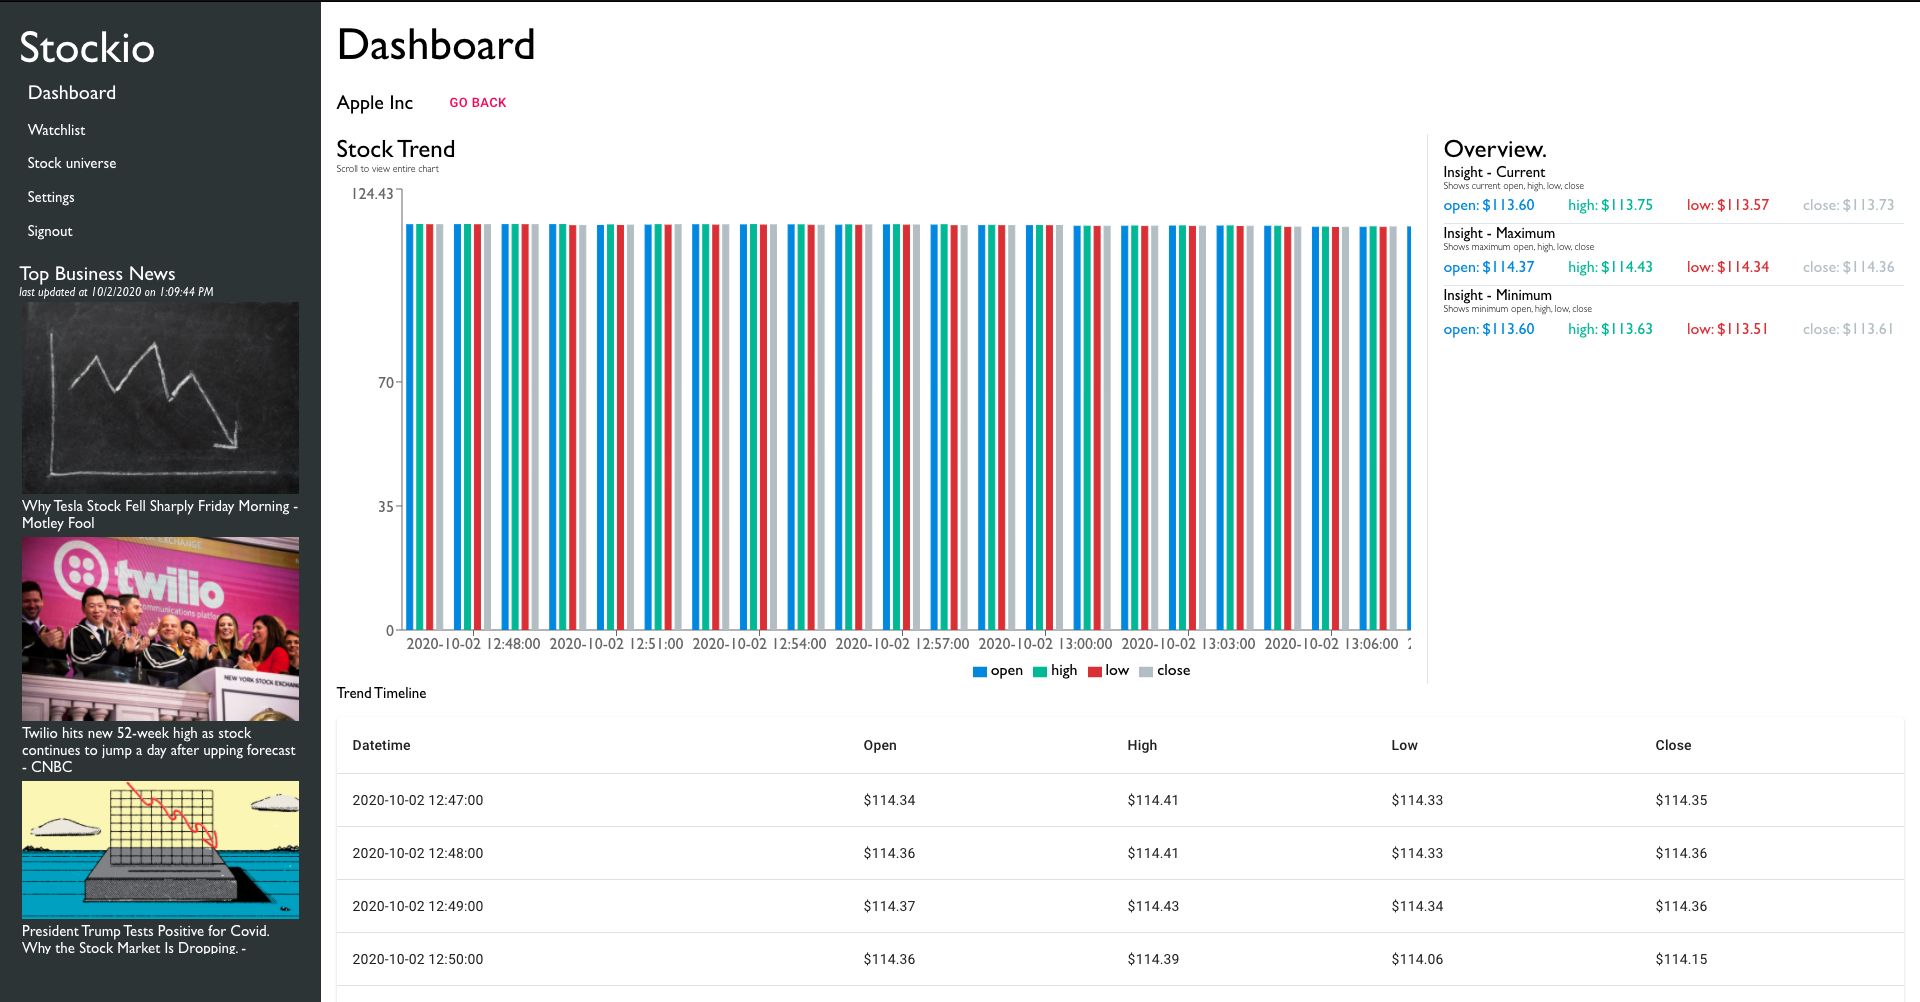 Stockio
Dashboard
Watchlist
Stock universe
Settings
Signout
Top Business News
last updated at 10/2/2020 on 1:09:44 PM
Why Tesla Stock Fell Sharply Friday Morning -
Motley Fool
EXCHANGE
twilio
communications
NEW YORK STOCK EXCHAN
Twilio hits new 52-week high as stock
continues to jump a day after upping forecast
- CNBC
President Trump Tests Positive for Covid.
Why the Stock Market Is Dropping. -
Dashboard
Apple Inc GO BACK
Stock Trend
Scroll to view entire chart
124.43
70
35
0
2020-10-02 12:48:00 2020-10-02 12:51:00 2020-10-02 12:54:00 2020-10-02 12:57:00 2020-10-02 13:00:00 2020-10-02 13:03:00 2020-10-02 13:06:00
open high low close
Overview.
Insight - Current
Shows current open, high, low, close
open: $113.60 high: $113.75 low: $113.57 close: $113.73
Insight - Maximum
Shows maximum open, high, low, close
open: $114.37 high: $114.43 low: $114.34 close: $114.36
Insight - Minimum
Shows minimum open, high, low, close
open: $113.60 high: $113.63 low: $113.51 close: $113.61
Trend Timeline
Datetime Open High Low Close
2020-10-02 12:47:00 $114.34 $114.41 $114.33 $114.35
2020-10-02 12:48:00 $114.36 $114.41 $114.33 $114.36
2020-10-02 12:49:00 $114.37 $114.43 $114.34 $114.36
2020-10-02 12:50:00 $114.36 $114.39 $114.06 $114.15